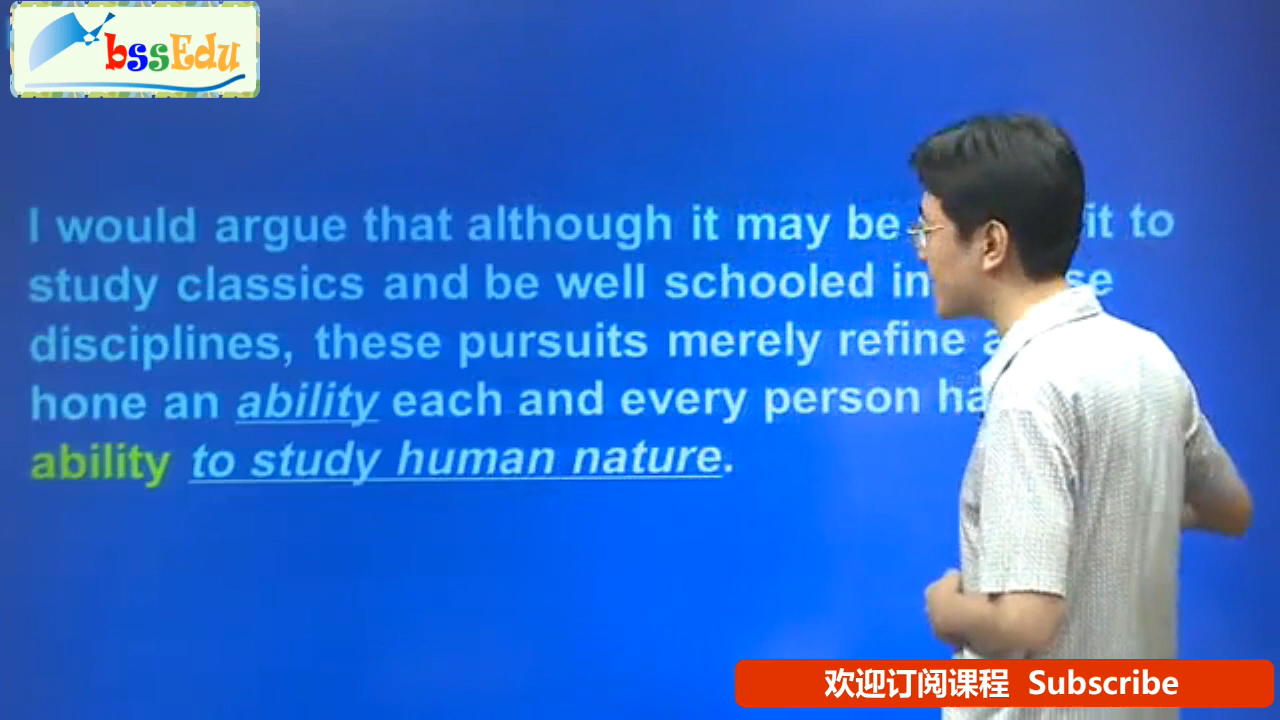 bssEdu
I would argue that although it may be to
study classics and be well schooled in
disciplines, these pursuits merely refine
hone an ability each and every person
ability to study human nature.
欢迎订阅课程 Subscribe